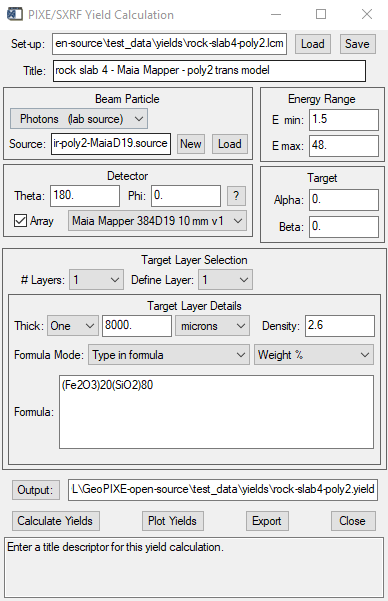 PIXE/SXRF Yield Calculation
Set-up: en-source\test_data\yields\rock-slab4-poly2.lcm Load Save
Title: rock slab 4 - Maia Mapper - poly2 trans model
Beam Particle
Photons (lab source)
Source: ir-poly2-MaiaD19.source New Load
Energy Range
E min: 1.5
E max: 48.
Detector
Theta: 180. Phi: 0. ?
Array Maia Mapper 384D19 10 mm v1
Target
Alpha: 0.
Beta: 0.
Target Layer Selection
# Layers: 1 Define Layer: 1
Target Layer Details
Thick: One 8000. microns Density: 2.6
Formula Mode: Type in formula Weight %
Formula: (Fe2O3)20(SiO2)80
Output: L\GeoPIXE-open-source\test_data\yields\rock-slab4-poly2.yield
Calculate Yields Plot Yields Export Close
Enter a title descriptor for this yield calculation.